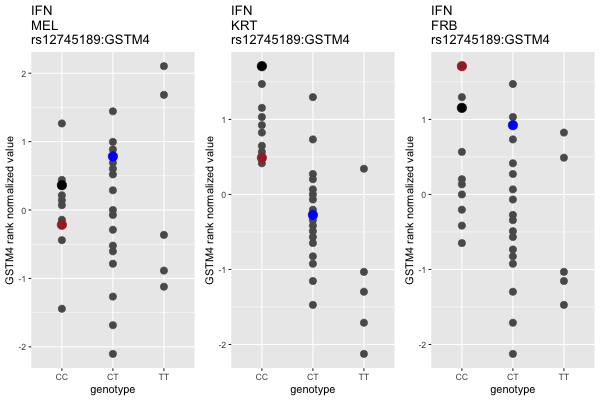 IFN
MEL
rs12745189:GSTM4
GSTM4 rank normalized value
2
1
0
-1
-2
CC
CT
TT
genotype
IFN
KRT
rs12745189:GSTM4
GSTM4 rank normalized value
1
0
-1
-2
CC
CT
TT
genotype
IFN
FRB
rs12745189:GSTM4
GSTM4 rank normalized value
1
0
-1
-2
CC
CT
TT
genotype